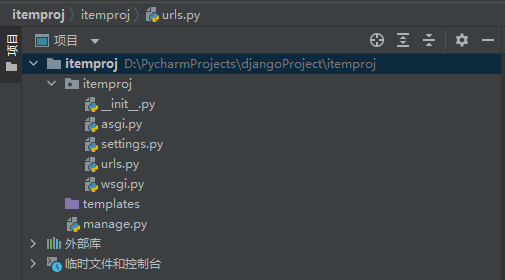 itemproj 〉 itemproj 〉 urls.py
项目
项目
itemproj D:\PycharmProjects\djangoProject\itemproj
itemproj
__init__.py
asgi.py
settings.py
urls.py
wsgi.py
templates
manage.py
外部库
临时文件和控制台